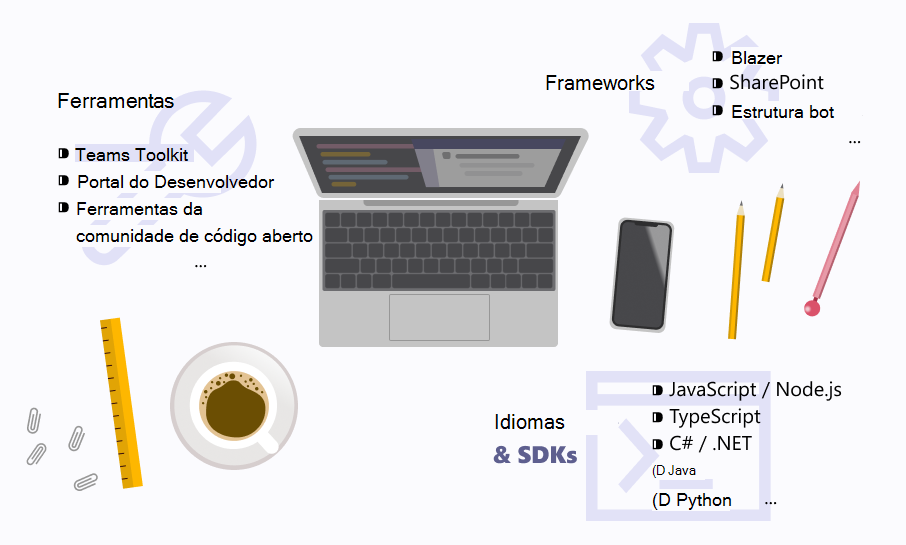 Ferramentas
Teams Toolkit
Portal do Desenvolvedor
Ferramentas da
comunidade de código aberto
...
Frameworks
Blazer
SharePoint
Estrutura bot
...
Idiomas
& SDKs
JavaScript / Node.js
TypeScript
C# / .NET
(D Java
(D Python ...